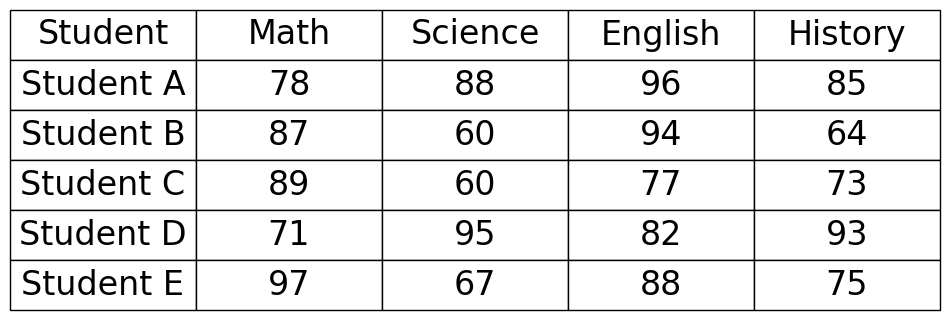 Student Math Science English History
Student A 78 88 96 85
Student B 87 60 94 64
Student C 89 60 77 73
Student D 71 95 82 93
Student E 97 67 88 75